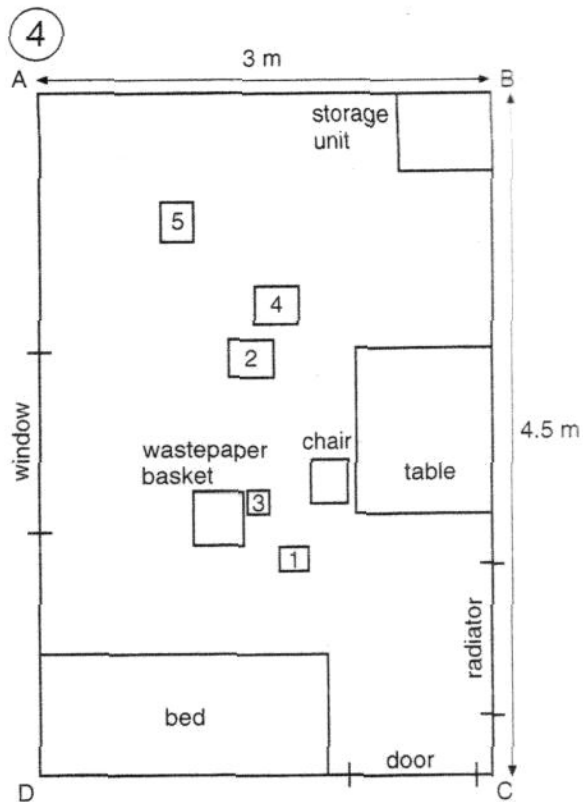 4
3 m
A
B
storage
unit
5
4
2
window
wastepaper
basket
chair
table
4.5 m
3
1
radiator
bed
door
D
C